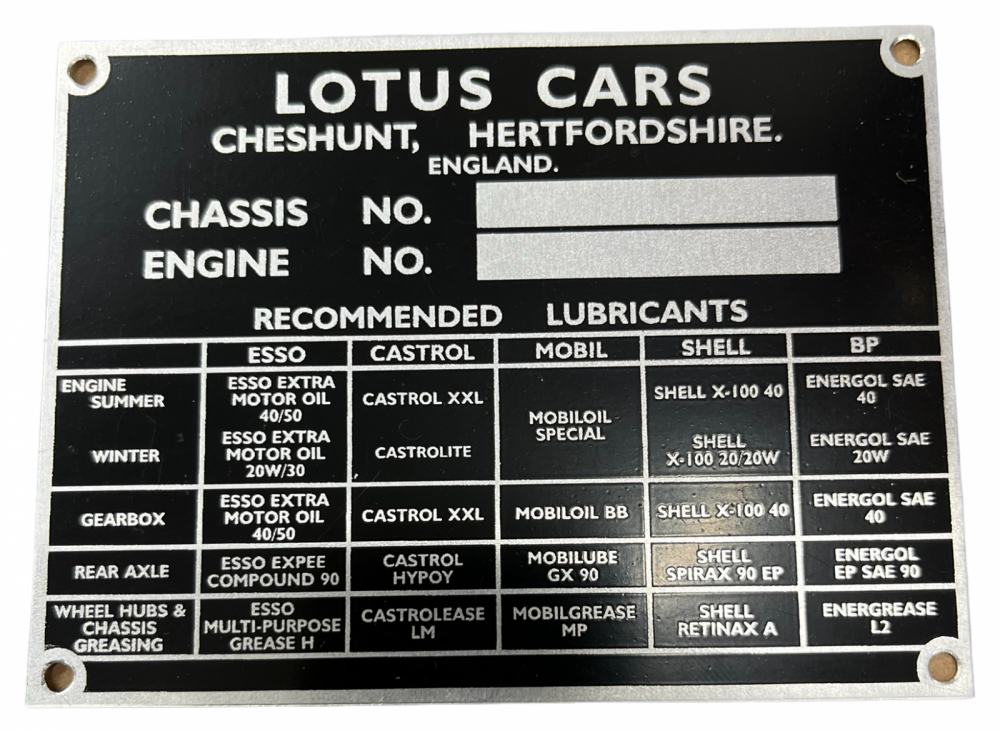 LOTUS CARS
CHESHUNT, HERTFORDSHIRE.
ENGLAND.
CHASSIS NO.
ENGINE NO.
RECOMMENDED LUBRICANTS
ESSO CASTROL MOBIL SHELL BP
ENGINE
SUMMER
ESSO EXTRA
MOTOR OIL
40/50
CASTROL XXL
MOBILOIL
SPECIAL
SHELL X-100 40
ENERGOL SAE
40
WINTER
ESSO EXTRA
MOTOR OIL
20W/30
CASTROLITE
SHELL
X-100 20/20W
ENERGOL SAE
20W
GEARBOX
ESSO EXTRA
MOTOR OIL
40/50
CASTROL XXL
MOBILOIL BB
SHELL X-100 40
ENERGOL SAE
40
REAR AXLE
ESSO EXPEE
COMPOUND 90
CASTROL
HYPOY
MOBILUBE
GX 90
SHELL
SPIRAX 90 EP
ENERGOL
EP SAE 90
WHEEL HUBS &
CHASSIS
GREASING
ESSO
MULTI-PURPOSE
GREASE H
CASTROLEASE
LM
MOBILGREASE
MP
SHELL
RETINAX A
ENERGREASE
L2